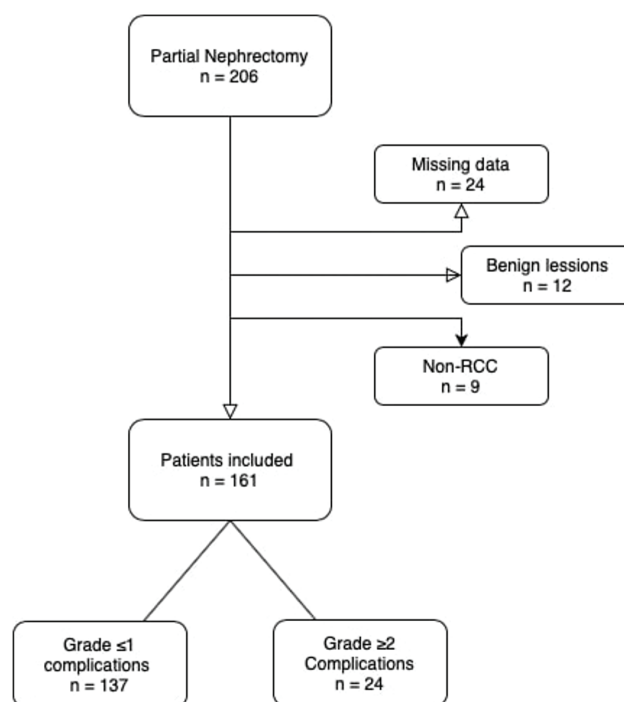 Partial Nephrectomy
n = 206
Missing data
n = 24
Benign lessions
n = 12
Non-RCC
n = 9
Patients included
n = 161
Grade ≤1
complications
n = 137
Grade ≥2
Complications
n = 24